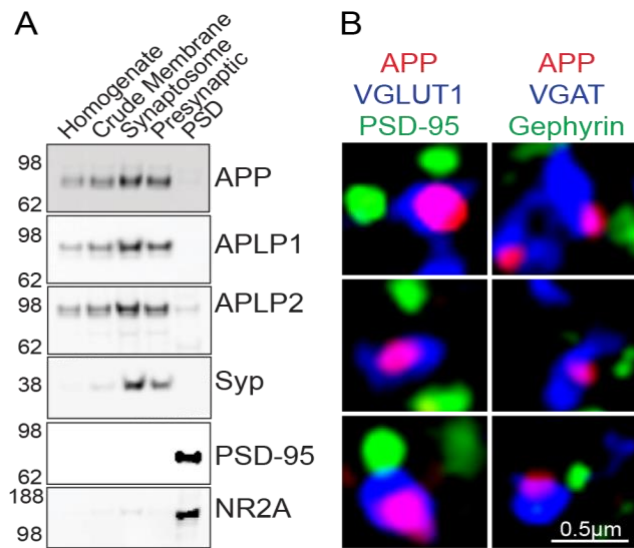 A
Homogenate
Crude Membrane
Synaptosome
Presynaptic
PSD
98
62
APP
98
62
APLP1
98
62
APLP2
38
Syp
98
62
PSD-95
188
98
NR2A
B
APP
VGLUT1
PSD-95
APP
VGAT
Gephyrin
0.5µm